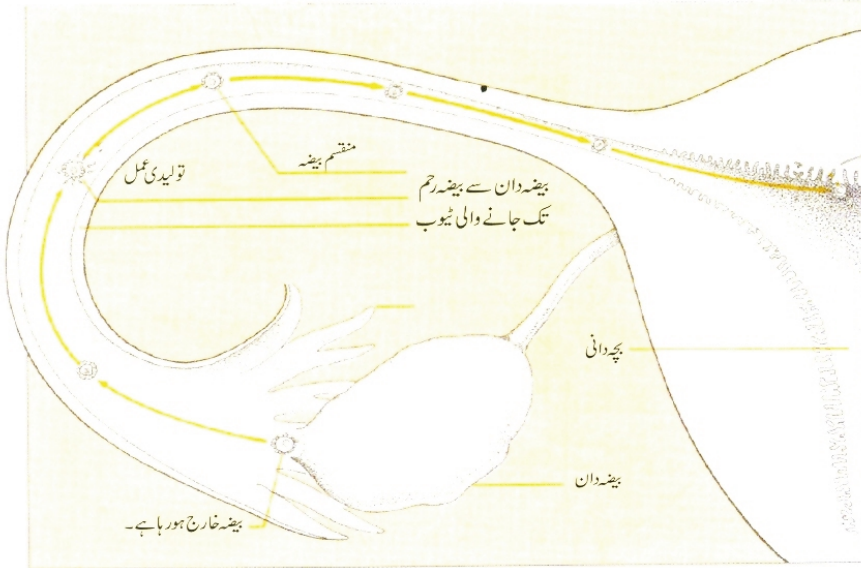 منقسم بیضہ
تولیدی عمل
بیضہ دان سے بیضہ رحم
تک جانے والی ٹیوب
بچہ دانی
بیضہ دان
بیضہ خارج ہو رہا ہے۔